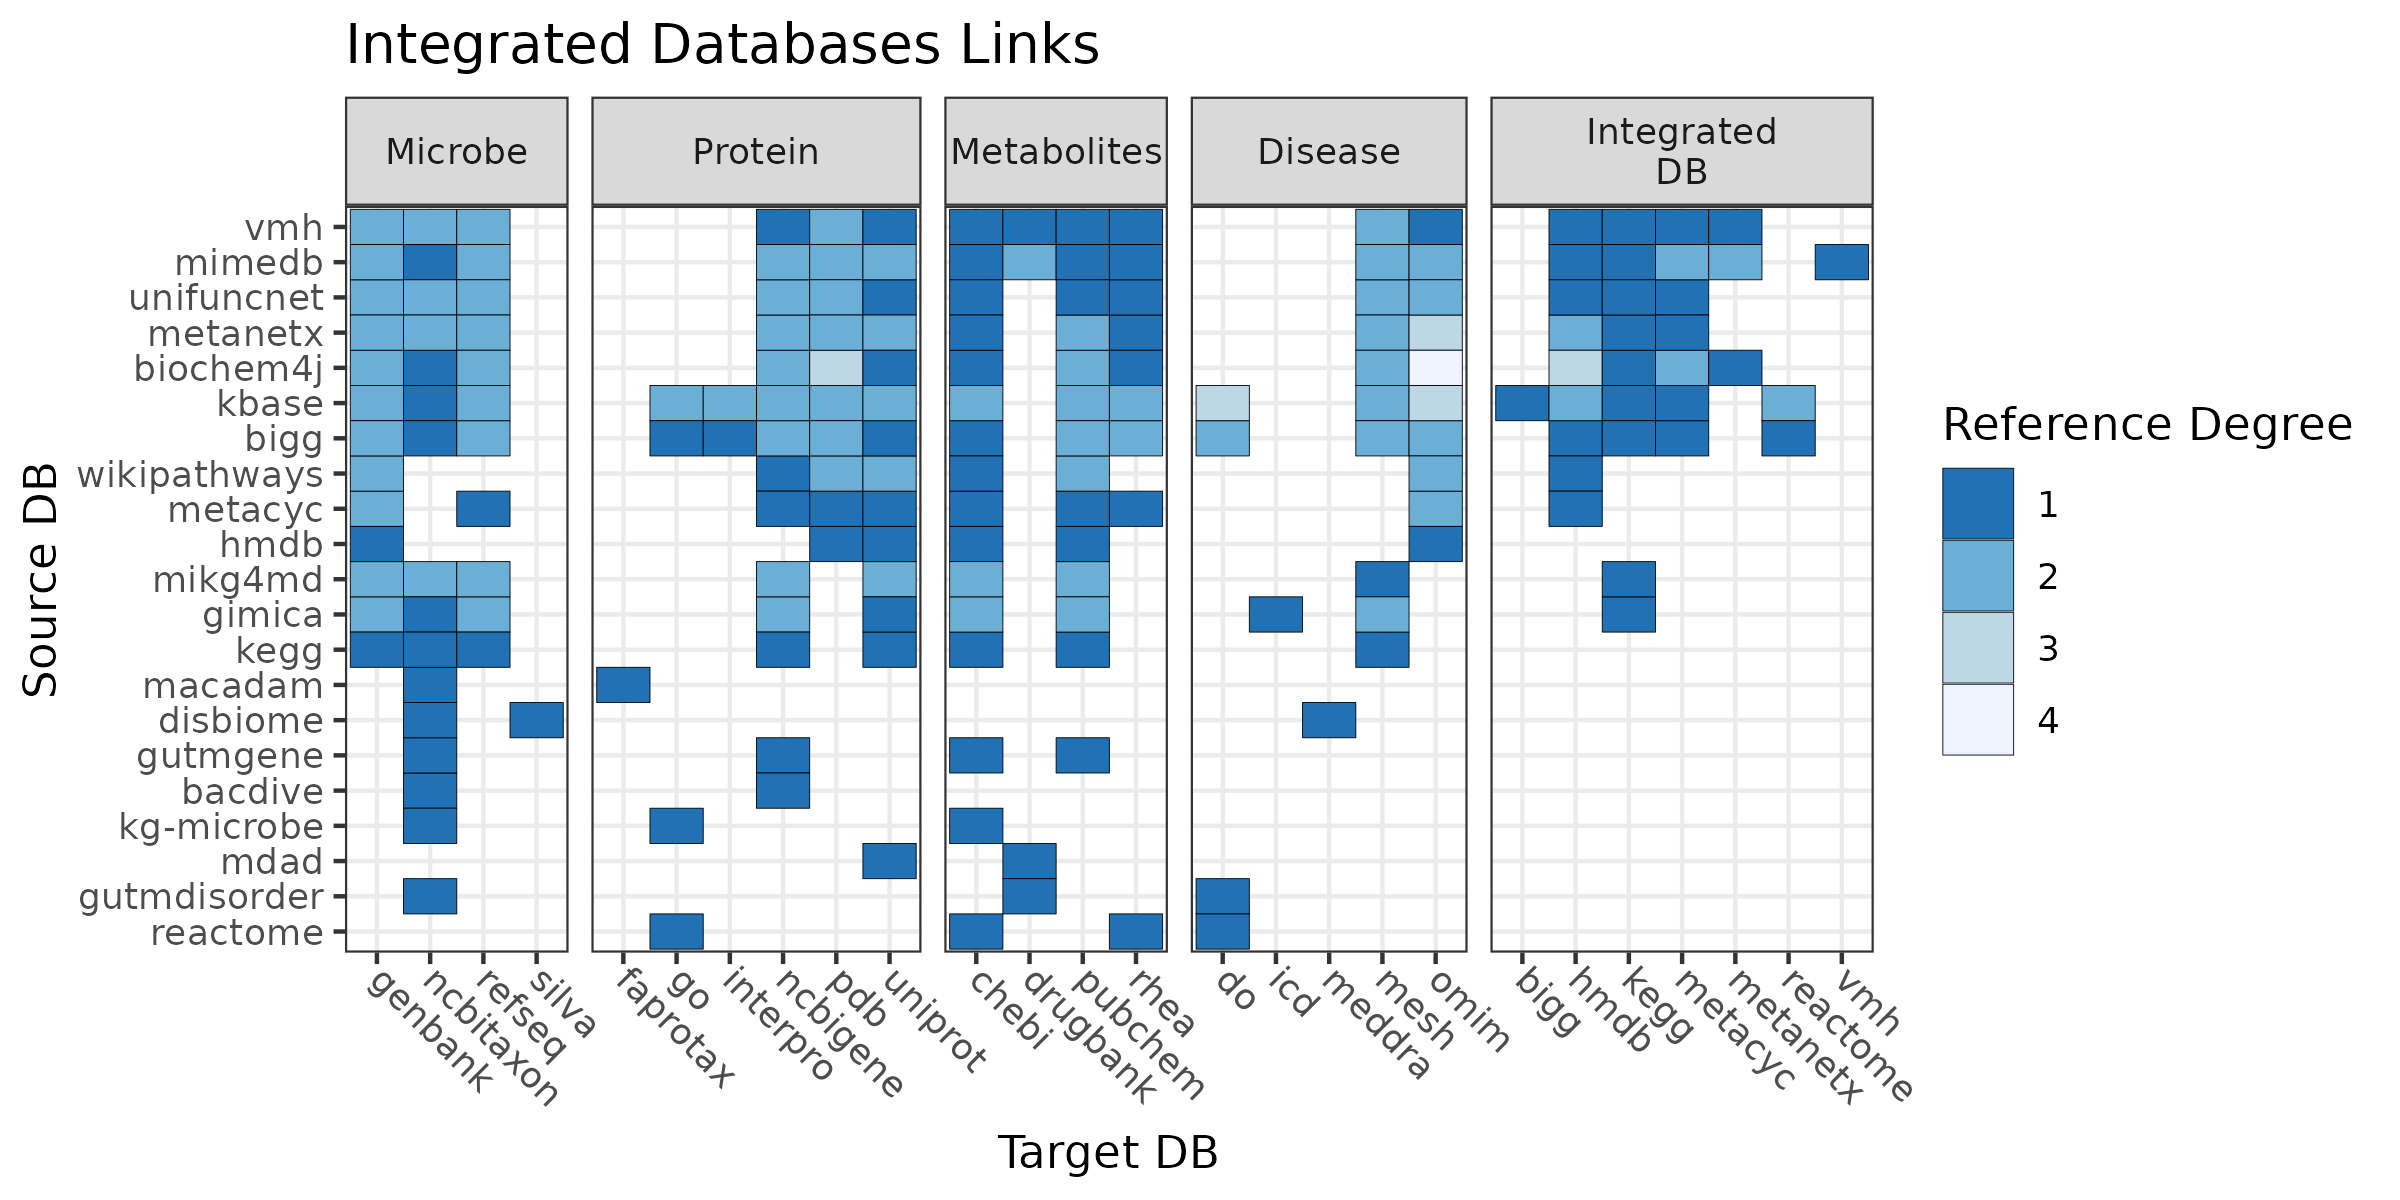 Integrated Databases Links
Microbe
Protein
Metabolites
Disease
Integrated
DB
Source DB
vmh
mimedb
unifuncnet
metanetx
biochem4j
kbase
bigg
wikipathways
metacyc
hmdb
mikg4md
gimica
kegg
macadam
disbiome
gutmgene
bacdive
kg-microbe
mdad
gutmdisorder
reactome
genbank
ncbitaxon
refseq
silva
faprotax
go
interpro
ncbigene
pdb
uniprot
chebi
drugbank
pubchem
rhea
do
icd
meddra
mesh
omim
bigg
hmdb
kegg
metacyc
metanetx
reactome
vmh
Target DB
Reference Degree
1
2
3
4